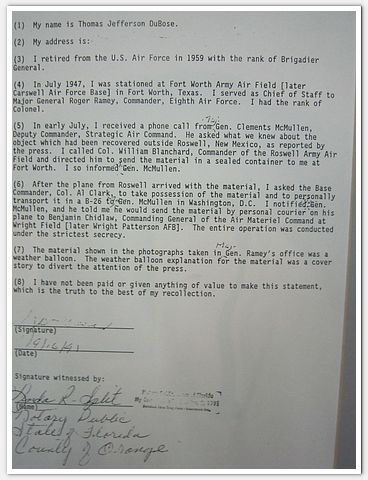 (1) My name is Thomas Jefferson DuBose.
(2) My address is:
(3) I retired from the U.S. Air Force in 1959 with the rank of Brigadier
General.
(4) In July 1947, I was stationed at Fort Worth Army Air Field [later
Carswell Air Force Base] in Fort Worth, Texas. I served as Chief of Staff to
Major General Roger Ramey, Commander, Eighth Air Force. I had the rank of
Colonel.
(5) In early July, I received a phone call from Gen. Clements McMullen,
Deputy Commander, Strategic Air Command. He asked what we knew about the
object which had been recovered outside Roswell, New Mexico, as reported by
the press. I called Col. William Blanchard, Commander of the Roswell Army Air
Field and directed him to send the material in a sealed container to me at
Fort Worth. I so informed Gen. McMullen.
(6) After the plane from Roswell arrived with the material, I asked the Base
Commander, Col. Al Clark, to take possession of the material and to personally
transport it in a B-26 to Gen. McMullen in Washington, D.C. I notified Gen.
McMullen, and he told me he would send the material by personal courier on his
plane to Benjamin Chidlaw, Commanding General of the Air Materiel Command at
Wright Field [later Wright Patterson AFB]. The entire operation was conducted
under the strictest secrecy.
Maj.
(7) The material shown in the photographs taken in Gen. Ramey's office was a
weather balloon. The weather balloon explanation for the material was a cover
story to divert the attention of the press.
(8) I have not been paid or given anything of value to make this statement,
which is the truth to the best of my recollection.
(Signature)
(Date)
Signature witnessed by:
Linda R. Split
(Name)
Notary Public
State of Florida
County of Orange